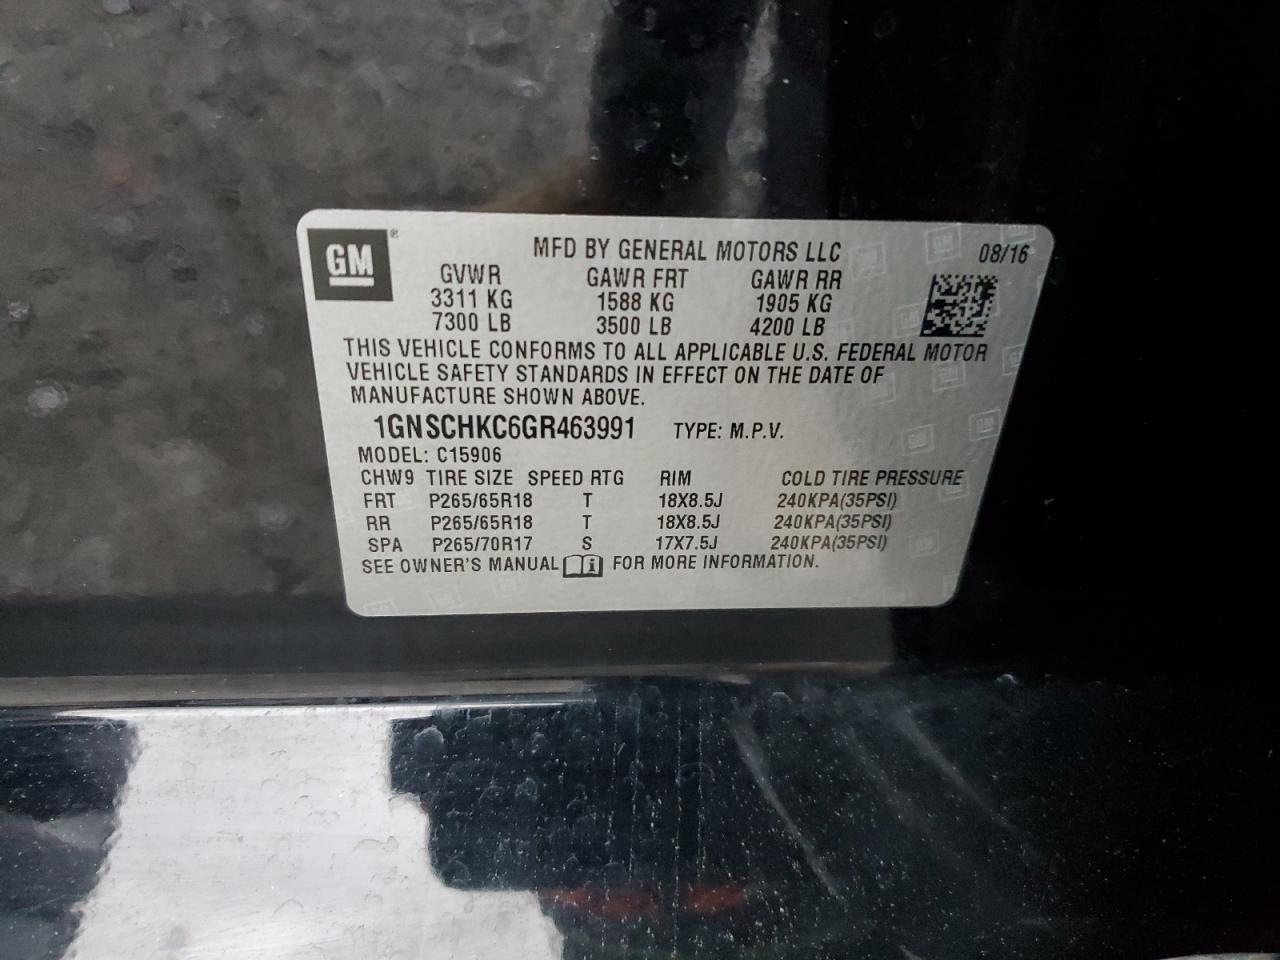 GM®
MFD BY GENERAL MOTORS LLC 08/16
GVWR GAWR FRT GAWR RR
3311 KG 1588 KG 1905 KG
7300 LB 3500 LB 4200 LB
THIS VEHICLE CONFORMS TO ALL APPLICABLE U.S. FEDERAL MOTOR
VEHICLE SAFETY STANDARDS IN EFFECT ON THE DATE OF
MANUFACTURE SHOWN ABOVE.
1GNSCHKC6GR463991 TYPE: M.P.V.
MODEL: C15906
CHW9 TIRE SIZE SPEED RTG RIM COLD TIRE PRESSURE
FRT P265/65R18 T 18X8.5J 240KPA(35PSI)
RR P265/65R18 T 18X8.5J 240KPA(35PSI)
SPA P265/70R17 S 17X7.5J 240KPA(35PSI)
SEE OWNER'S MANUAL i FOR MORE INFORMATION.